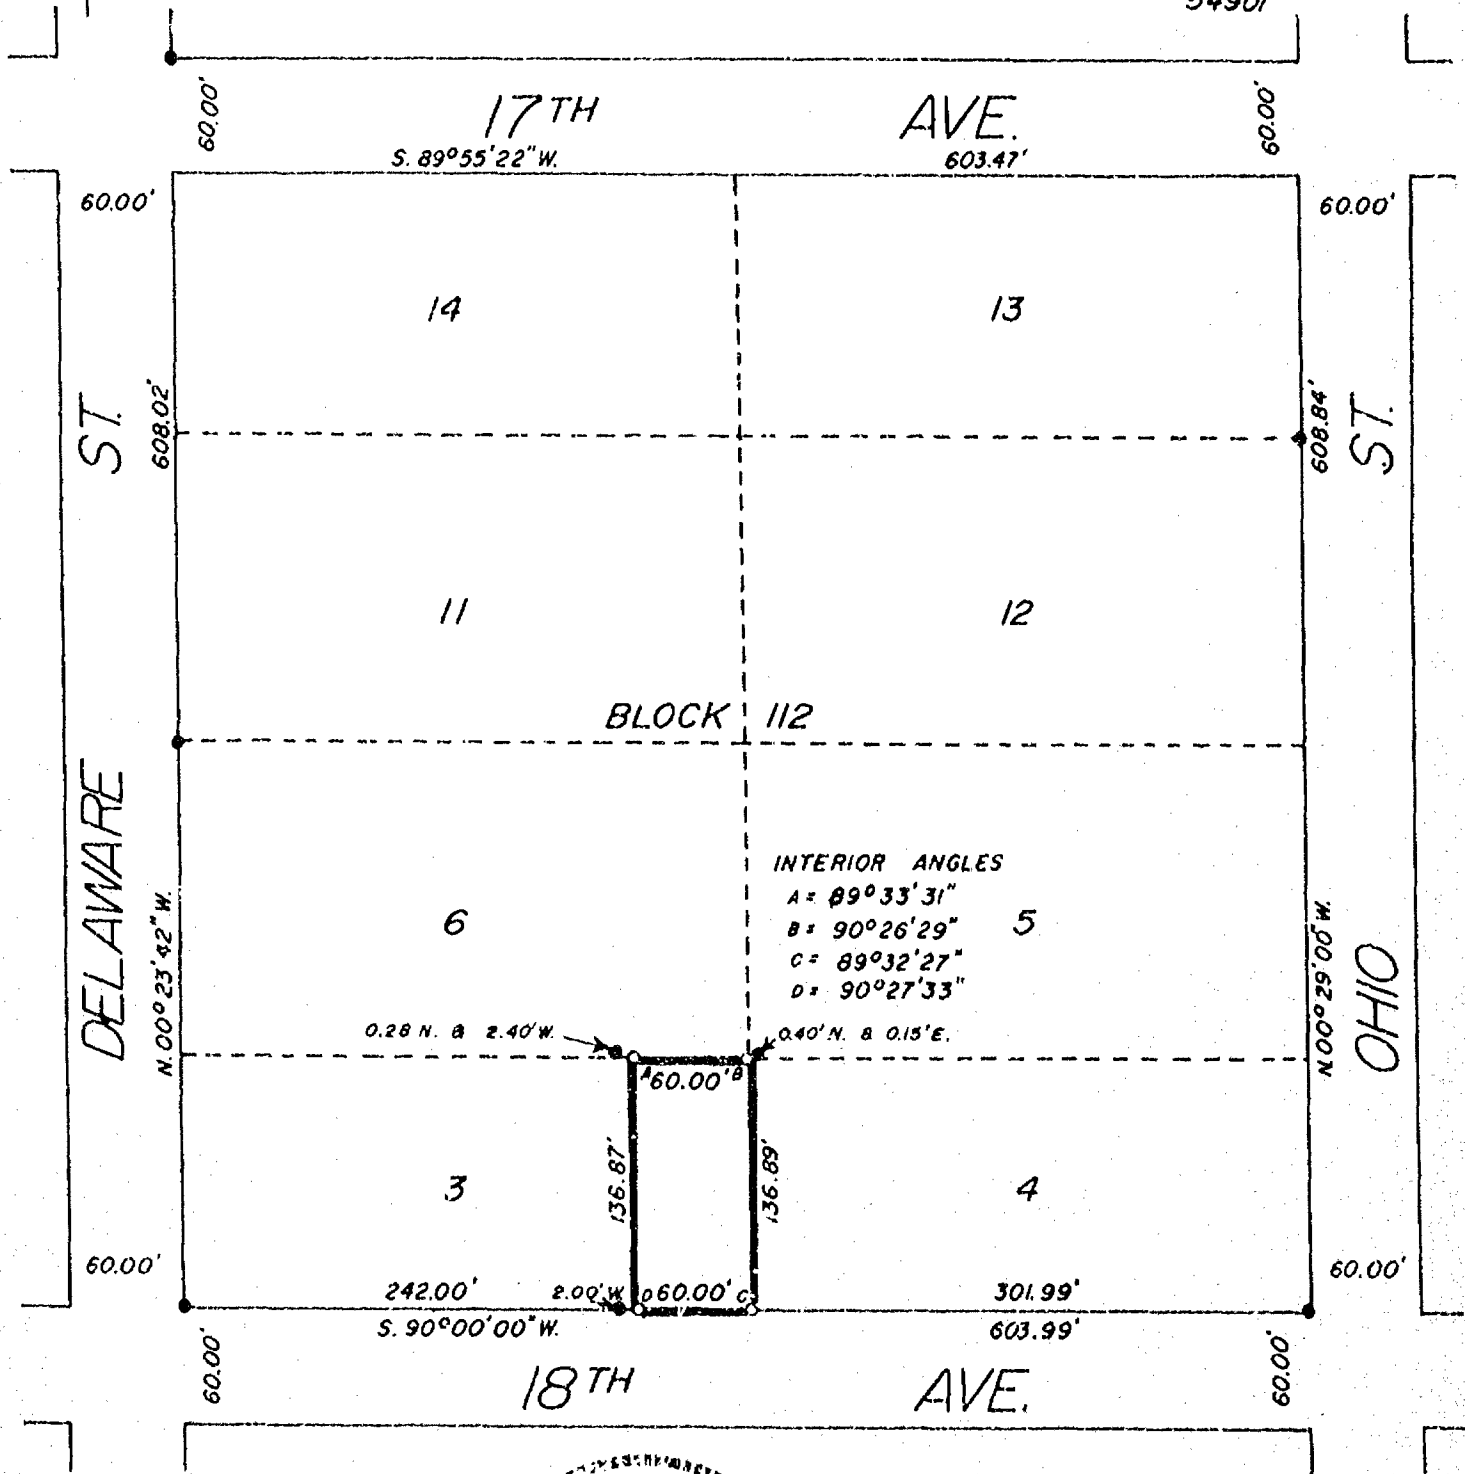 54901
60.00'
17TH AVE.
60.00'
S. 89°55'22" W.
603.47'
60.00'
60.00'
14
13
DELAWARE ST.
608.02'
608.84'
OHIO ST.
11
12
BLOCK 112
INTERIOR ANGLES
A= 89°33'31"
6
B= 90°26'29"
5
C= 89°32'27"
D= 90°27'33"
N.00°23'42" W.
N.00°29'00" W.
0.28 N. & 2.40' W.
0.40' N. & 0.15' E.
A 60.00' B
136.87'
136.89'
3
4
60.00'
60.00'
242.00'
2.00' W.
D 60.00' C
301.99'
S. 90°00'00" W.
603.99'
60.00'
18TH AVE.
60.00'